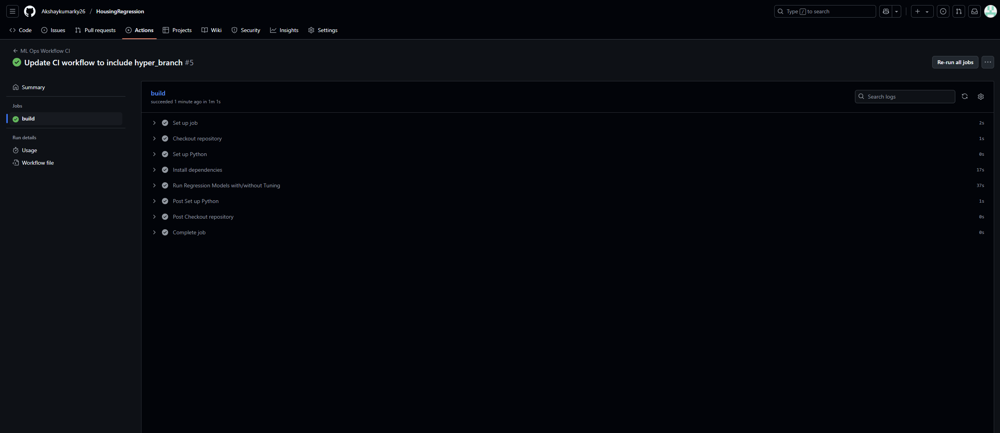 Akshaykumarky26 / HousingRegression
Type / to search
Code Issues Pull requests Actions Projects Wiki Security Insights Settings
ML Ops Workflow CI
Update CI workflow to include hyper_branch #5
Re-run all jobs
Summary
Jobs
build
Run details
Usage
Workflow file
build
succeeded 1 minute ago in 1m 1s
Search logs
Set up job 2s
Checkout repository 1s
Set up Python 0s
Install dependencies 17s
Run Regression Models with/without Tuning 37s
Post Set up Python 1s
Post Checkout repository 0s
Complete job 0s